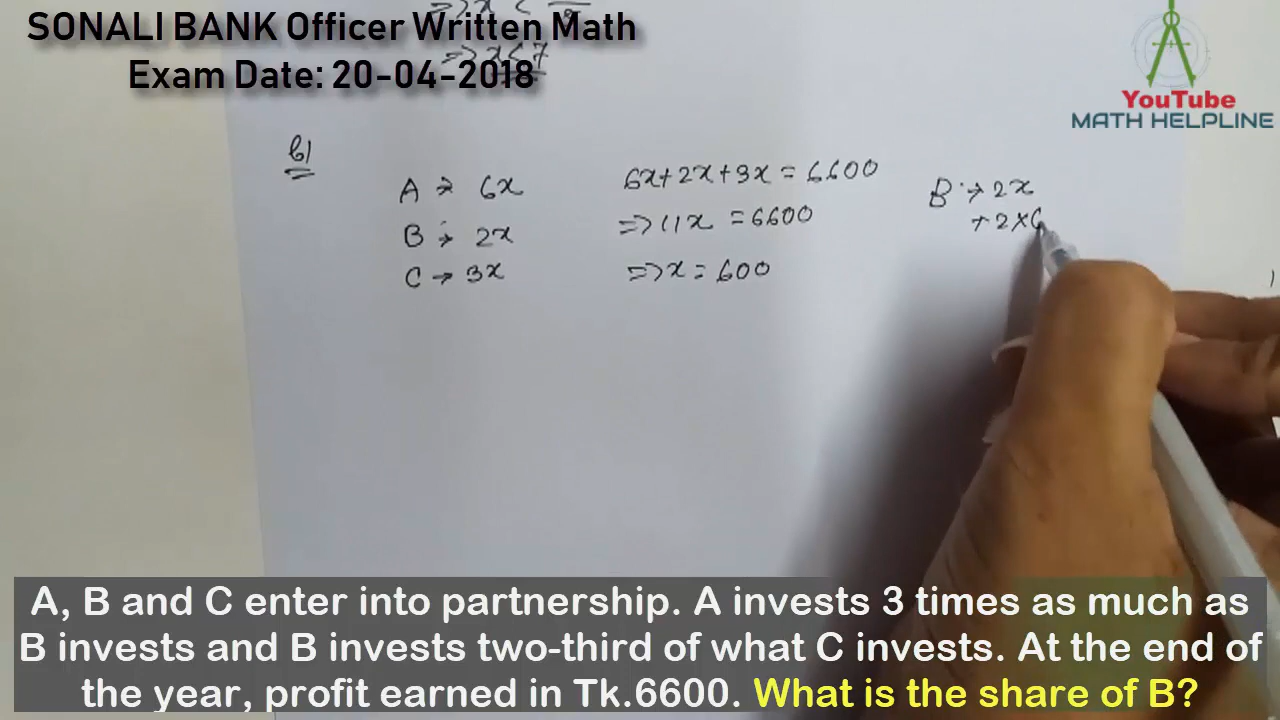 SONALI BANK Officer Written Math
Exam Date: 20-04-2018
=> x < 7
YouTube
MATH HELPLINE
b)
A → 6x
B → 2x
C → 3x
6x+2x+3x = 6600
=> 11x = 6600
=> x = 600
B → 2x
→ 2×6
A, B and C enter into partnership. A invests 3 times as much as
B invests and B invests two-third of what C invests. At the end of
the year, profit earned in Tk.6600. What is the share of B?